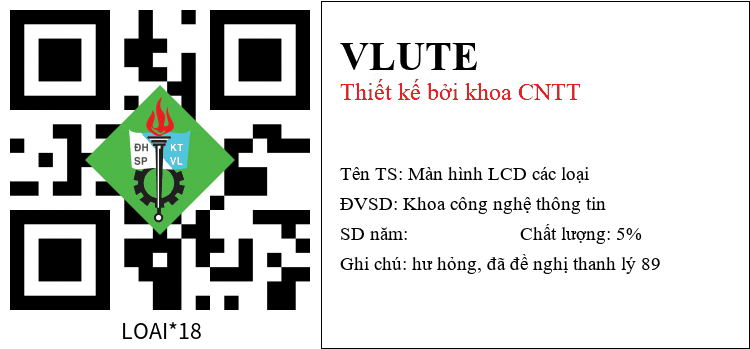 ĐH KT
SP VL
LOAI*18
VLUTE
Thiết kế bởi khoa CNTT
Tên TS: Màn hình LCD các loại
ĐVSD: Khoa công nghệ thông tin
SD năm: Chất lượng: 5%
Ghi chú: hư hỏng, đã đề nghị thanh lý 89